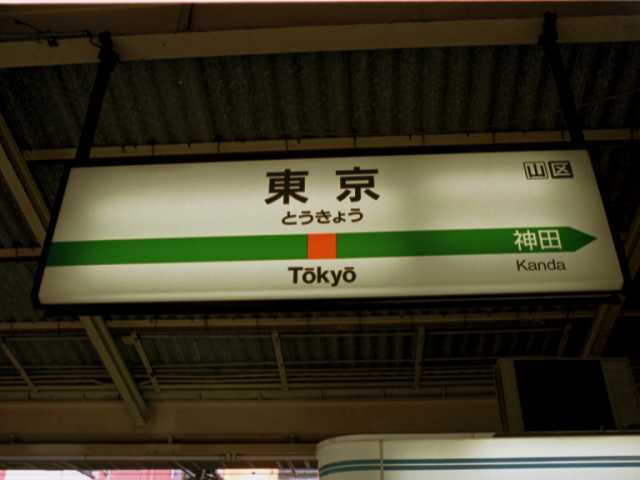 山 区
東京
とうきょう
神田
Tōkyō
Kanda